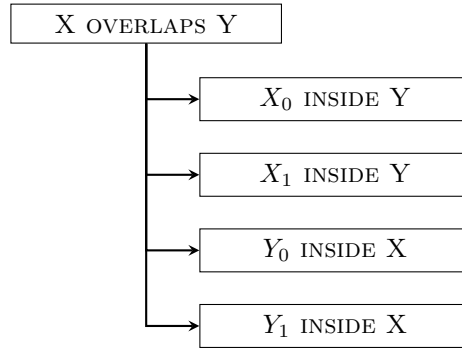 X OVERLAPS Y
X₀ INSIDE Y
X₁ INSIDE Y
Y₀ INSIDE X
Y₁ INSIDE X